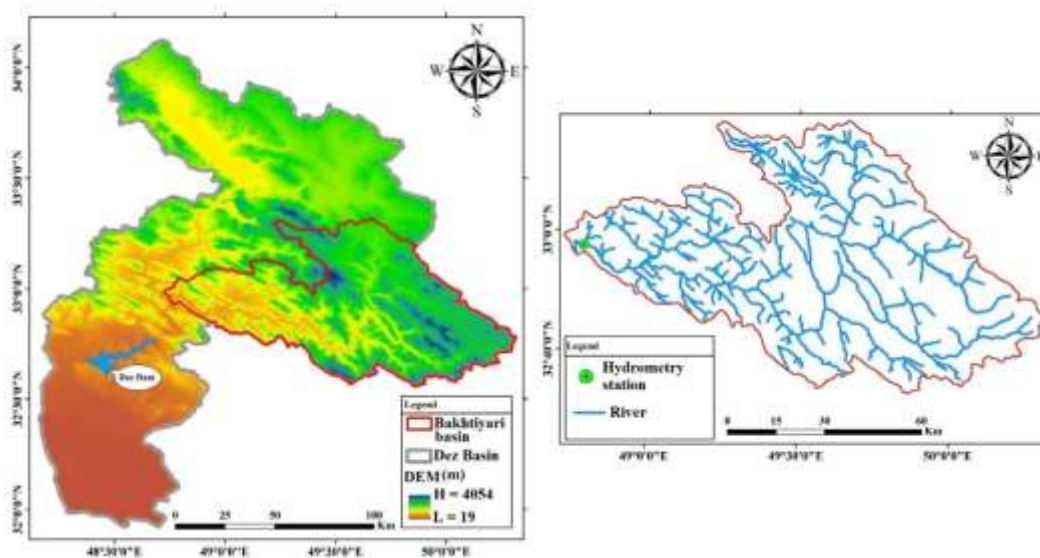 N
W
E
S
34°0'0"N
33°30'0"N
33°0'0"N
32°30'0"N
32°0'0"N
Dez Dam
Legend
Bakhtiyari
basin
Dez Basin
DEM (m)
H = 4054
L = 19
0
25
50
100
Km
48°30'0"E
49°0'0"E
49°30'0"E
50°0'0"E
N
W
E
S
33°0'0"N
32°40'0"N
Legend
Hydrometry
station
River
0
15
30
60
Km
49°0'0"E
49°30'0"E
50°0'0"E